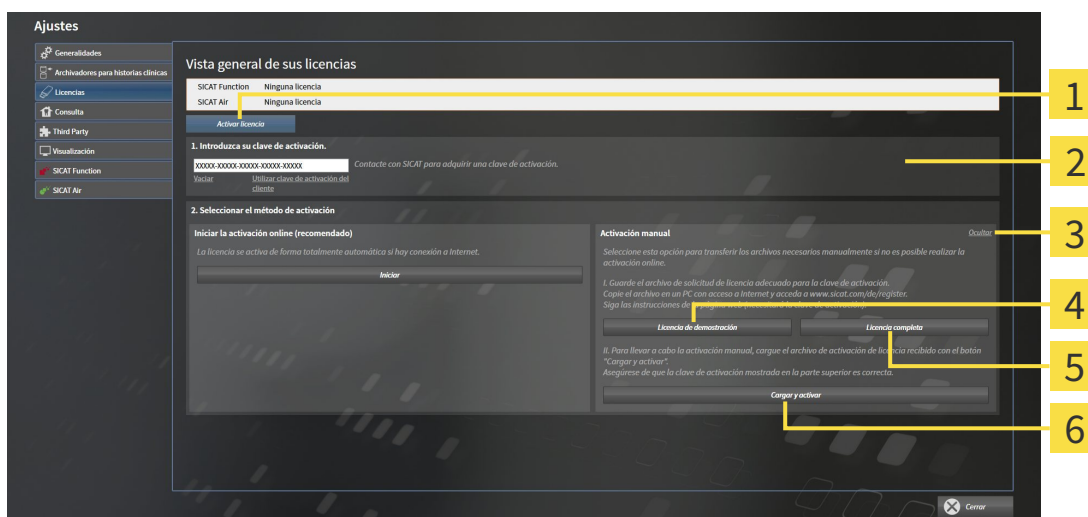 Ajustes
Generalidades
Archivadores para historias clínicas
Licencias
Consulta
Third Party
Visualización
SICAT Function
SICAT Air
Vista general de sus licencias
SICAT Function Ninguna licencia
SICAT Air Ninguna licencia
Activar licencia
1. Introduzca su clave de activación.
XXXXX-XXXXX-XXXXX-XXXXX-XXXXX
Contacte con SICAT para adquirir una clave de activación.
Vaciar
Utilizar clave de activación del
cliente
2. Seleccionar el método de activación
Iniciar la activación online (recomendado)
La licencia se activa de forma totalmente automática si hay conexión a Internet.
Iniciar
Activación manual
Ocultar
Seleccione esta opción para transferir los archivos necesarios manualmente si no es posible realizar la
activación online.
I. Guarde el archivo de solicitud de licencia adecuado para la clave de activación.
Copie el archivo en un PC con acceso a Internet y acceda a www.sicat.com/de/register.
Siga las instrucciones de la página web (necesitará la clave de activación).
Licencia de demostración
Licencia completa
II. Para llevar a cabo la activación manual, cargue el archivo de activación de licencia recibido con el botón
"Cargar y activar".
Asegúrese de que la clave de activación mostrada en la parte superior es correcta.
Cargar y activar
Cerrar
1
2
3
4
5
6